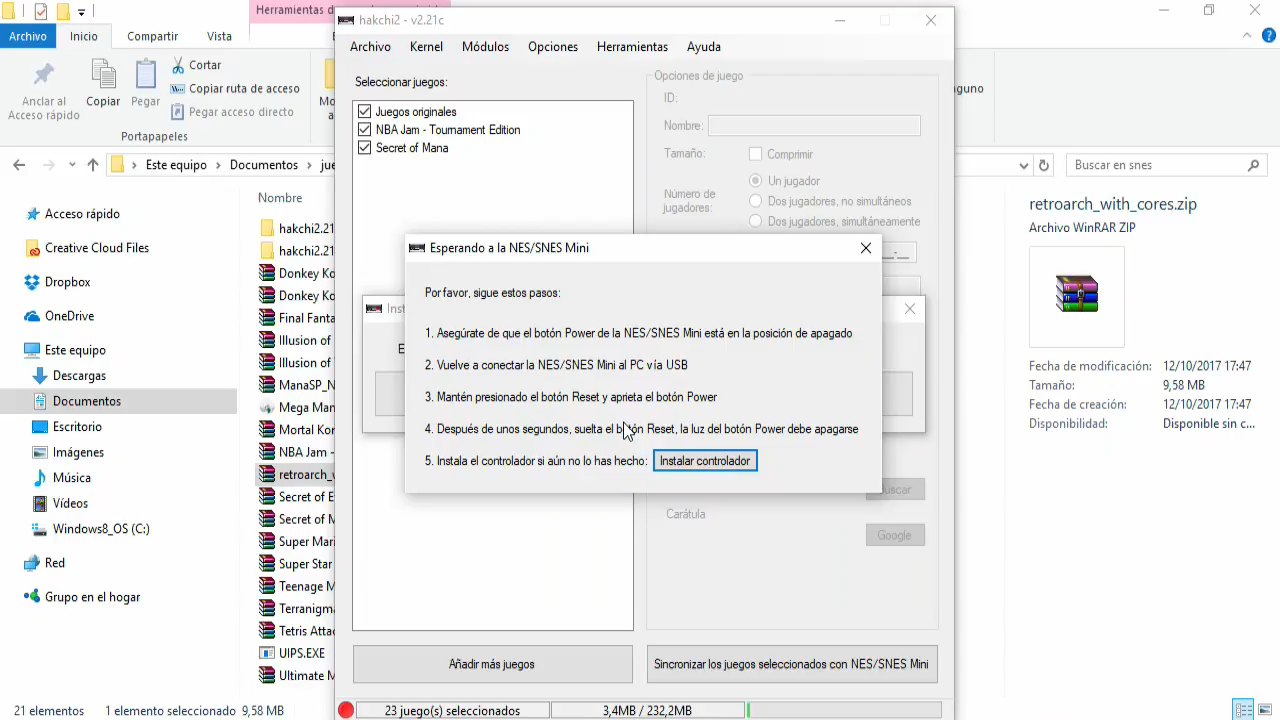 Herramientas d
hakchi2 - v2.21c
Archivo
Inicio
Compartir
Vista
Archivo
Kernel
Módulos
Opciones
Herramientas
Ayuda
Anclar al
Acceso rápido
Copiar
Pegar
Cortar
Copiar ruta de acceso
Pegar acceso directo
Portapapeles
Mo
a
nguno
Este equipo
Documentos
jue
Buscar en snes
Acceso rápido
Creative Cloud Files
Dropbox
OneDrive
Este equipo
Descargas
Documentos
Escritorio
Imágenes
Música
Vídeos
Windows8_OS (C:)
Red
Grupo en el hogar
Nombre
hakchi2.21
hakchi2.21
Donkey Ko
Donkey Ko
Final Fanta
Illusion of
Illusion of
ManaSP_N
Mega Man
Mortal Kor
NBA Jam -
retroarch_v
Secret of E
Secret of M
Super Mari
Super Star
Teenage M
Terranigma
Tetris Attac
UIPS.EXE
Ultimate M
Seleccionar juegos:
Juegos originales
NBA Jam - Tournament Edition
Secret of Mana
Opciones de juego
ID:
Nombre:
Tamaño:
Comprimir
Número de
jugadores:
Un jugador
Dos jugadores, no simultáneos
Dos jugadores, simultáneamente
Inst
E
Esperando a la NES/SNES Mini
Por favor, sigue estos pasos:
1. Asegúrate de que el botón Power de la NES/SNES Mini está en la posición de apagado
2. Vuelve a conectar la NES/SNES Mini al PC vía USB
3. Mantén presionado el botón Reset y aprieta el botón Power
4. Después de unos segundos, suelta el botón Reset, la luz del botón Power debe apagarse
5. Instala el controlador si aún no lo has hecho:
Instalar controlador
Buscar
Carátula
Google
Añadir más juegos
Sincronizar los juegos seleccionados con NES/SNES Mini
23 juego(s) seleccionados
3,4MB / 232,2MB
retroarch_with_cores.zip
Archivo WinRAR ZIP
Fecha de modificación: 12/10/2017 17:47
Tamaño: 9,58 MB
Fecha de creación: 12/10/2017 17:47
Disponibilidad: Disponible sin c...
21 elementos
1 elemento seleccionado 9,58 MB